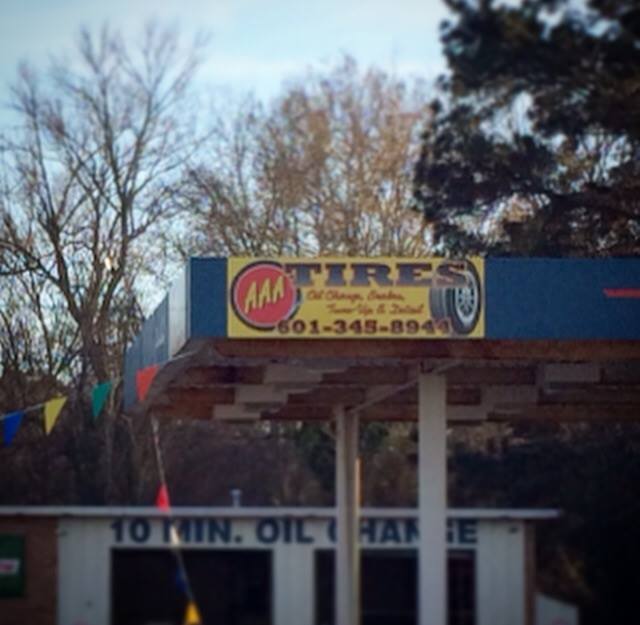 AAA TIRES
Oil Change, Brakes,
Tune-Up & Detail
601-345-8944
10 MIN. OIL CHANGE